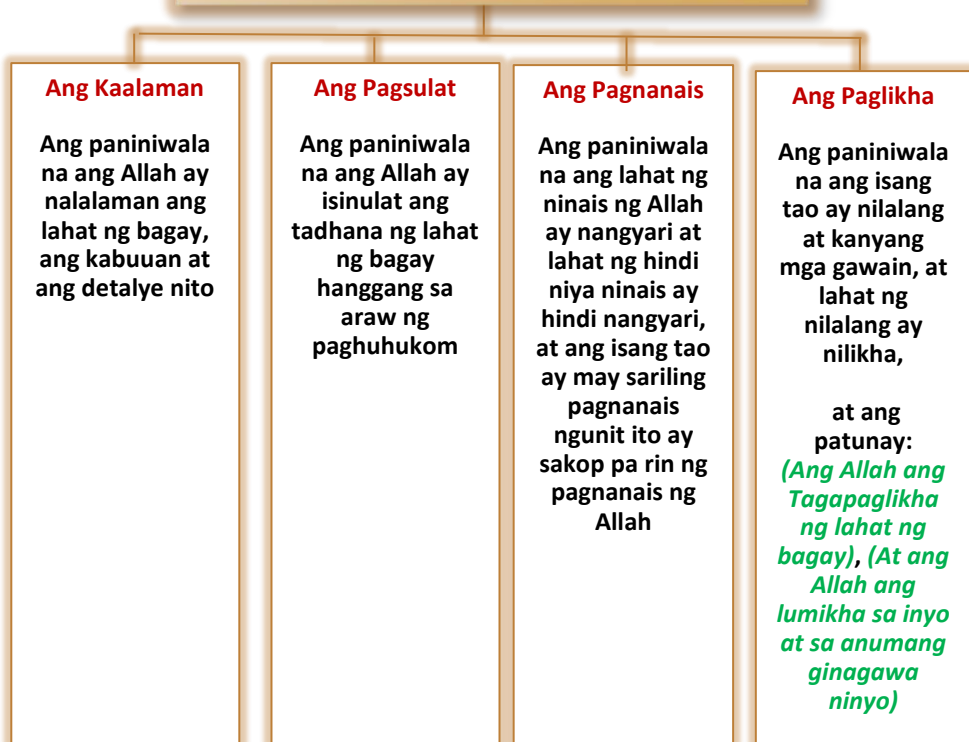 Ang Kaalaman
Ang paniniwala
na ang Allah ay
nalalaman ang
lahat ng bagay,
ang kabuuan at
ang detalye nito
Ang Pagsulat
Ang paniniwala
na ang Allah ay
isinulat ang
tadhana ng lahat
ng bagay
hanggang sa
araw ng
paghuhukom
Ang Pagnanais
Ang paniniwala
na ang lahat ng
ninais ng Allah
ay nangyari at
lahat ng hindi
niya ninais ay
hindi nangyari,
at ang isang tao
ay may sariling
pagnanais
ngunit ito ay
sakop pa rin ng
pagnanais ng
Allah
Ang Paglikha
Ang paniniwala
na ang isang
tao ay nilalang
at kanyang
mga gawain, at
lahat ng
nilalang ay
nilikha,
at ang
patunay:
(Ang Allah ang
Tagapaglikha
ng lahat ng
bagay), (At ang
Allah ang
lumikha sa inyo
at sa anumang
ginagawa
ninyo)